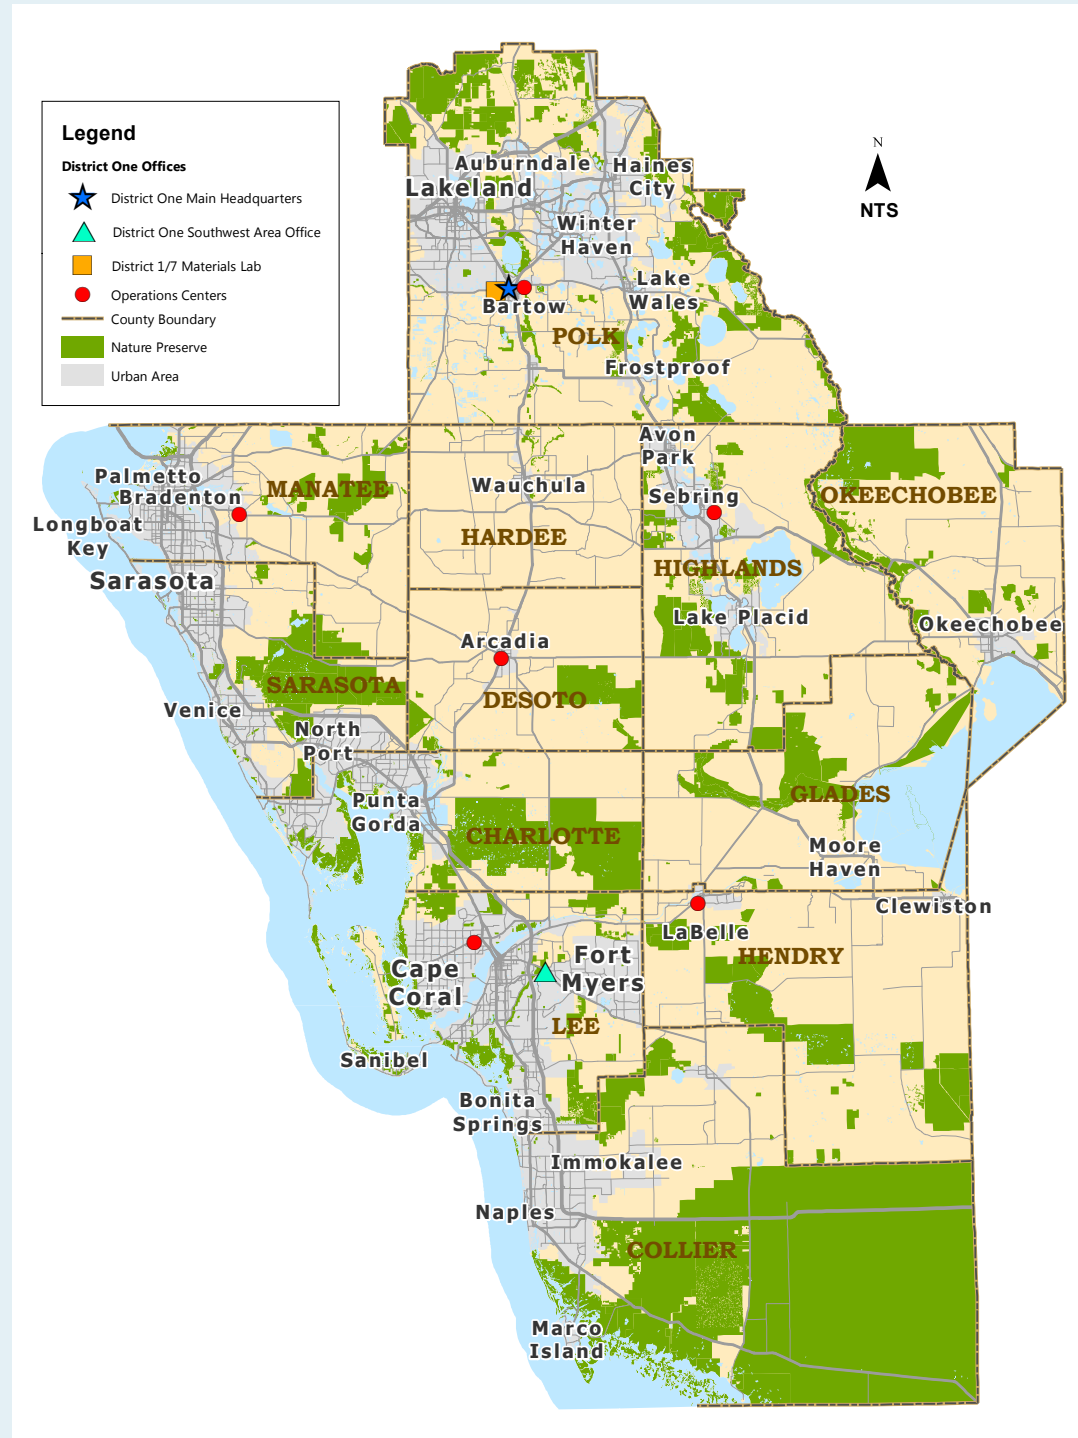 Legend
District One Offices
District One Main Headquarters
District One Southwest Area Office
District 1/7 Materials Lab
Operations Centers
County Boundary
Nature Preserve
Urban Area
N
NTS
Auburndale
Haines
City
Lakeland
Winter
Haven
Lake
Wales
Bartow
POLK
Frostproof
Avon
Park
Palmetto
Bradenton
MANATEE
Wauchula
Sebring
OKEECHOBEE
Longboat
Key
HARDEE
HIGHLANDS
Sarasota
Lake Placid
Okeechobee
Arcadia
SARASOTA
DESOTO
Venice
North
Port
Punta
Gorda
CHARLOTTE
GLADES
Moore
Haven
Clewiston
LaBelle
HENDRY
Cape
Coral
Fort
Myers
LEE
Sanibel
Bonita
Springs
Immokalee
Naples
COLLIER
Marco
Island